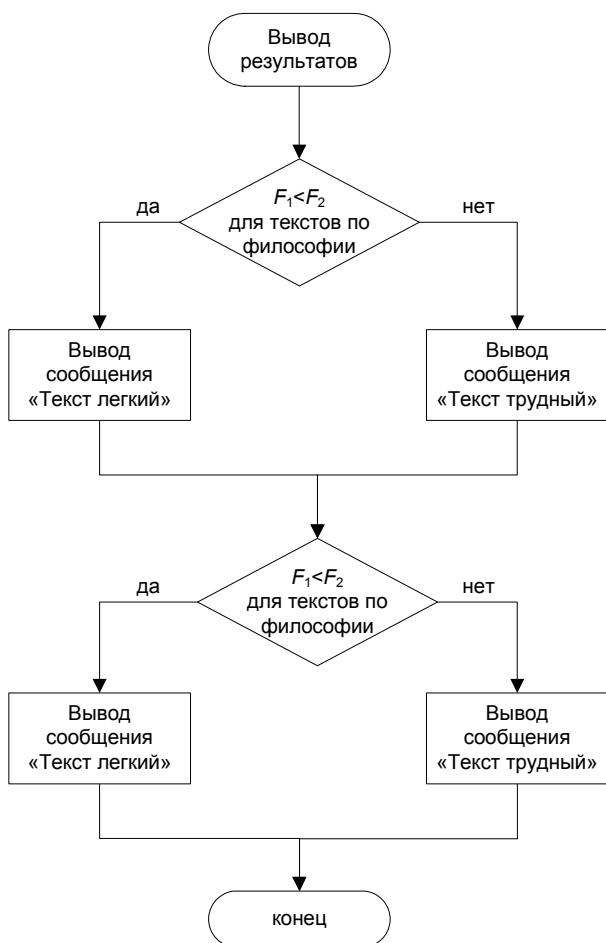 Вывод
результатов
F₁<F₂
для текстов по
философии
да
нет
Вывод
сообщения
«Текст легкий»
Вывод
сообщения
«Текст трудный»
F₁<F₂
для текстов по
философии
да
нет
Вывод
сообщения
«Текст легкий»
Вывод
сообщения
«Текст трудный»
конец